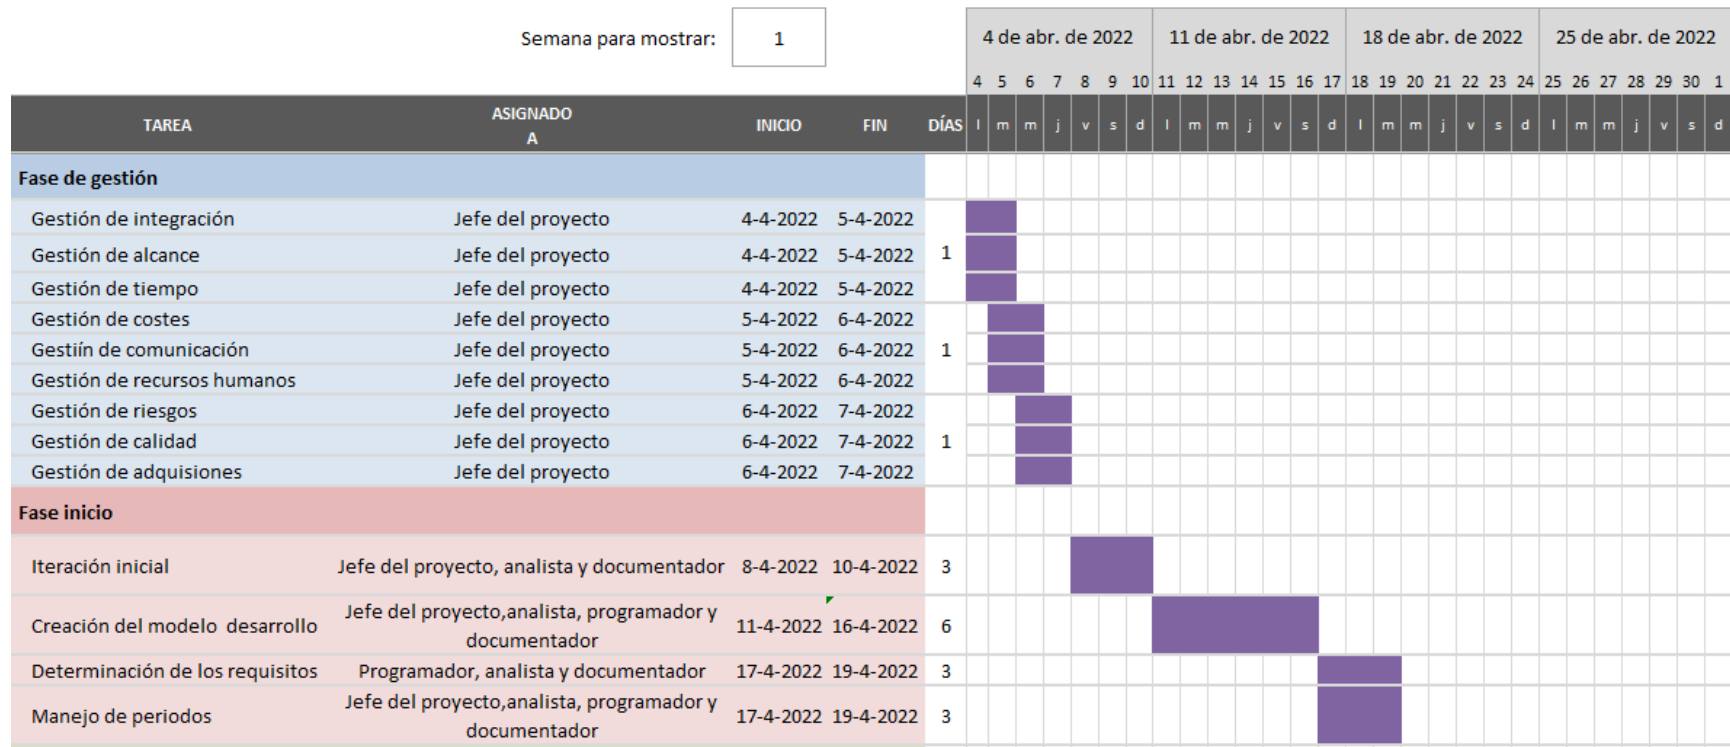 Semana para mostrar: 1 4 de abr. de 2022 11 de abr. de 2022 18 de abr. de 2022 25 de abr. de 2022
4 5 6 7 8 9 10 11 12 13 14 15 16 17 18 19 20 21 22 23 24 25 26 27 28 29 30 1
TAREA ASIGNADO A INICIO FIN DÍAS l m m j v s d l m m j v s d l m m j v s d l m m j v s d
Fase de gestión
Gestión de integración Jefe del proyecto 4-4-2022 5-4-2022
Gestión de alcance Jefe del proyecto 4-4-2022 5-4-2022 1
Gestión de tiempo Jefe del proyecto 4-4-2022 5-4-2022
Gestión de costes Jefe del proyecto 5-4-2022 6-4-2022
Gestiín de comunicación Jefe del proyecto 5-4-2022 6-4-2022 1
Gestión de recursos humanos Jefe del proyecto 5-4-2022 6-4-2022
Gestión de riesgos Jefe del proyecto 6-4-2022 7-4-2022
Gestión de calidad Jefe del proyecto 6-4-2022 7-4-2022 1
Gestión de adquisiones Jefe del proyecto 6-4-2022 7-4-2022
Fase inicio
Iteración inicial Jefe del proyecto, analista y documentador 8-4-2022 10-4-2022 3
Creación del modelo desarrollo Jefe del proyecto,analista, programador y documentador 11-4-2022 16-4-2022 6
Determinación de los requisitos Programador, analista y documentador 17-4-2022 19-4-2022 3
Manejo de periodos Jefe del proyecto,analista, programador y documentador 17-4-2022 19-4-2022 3